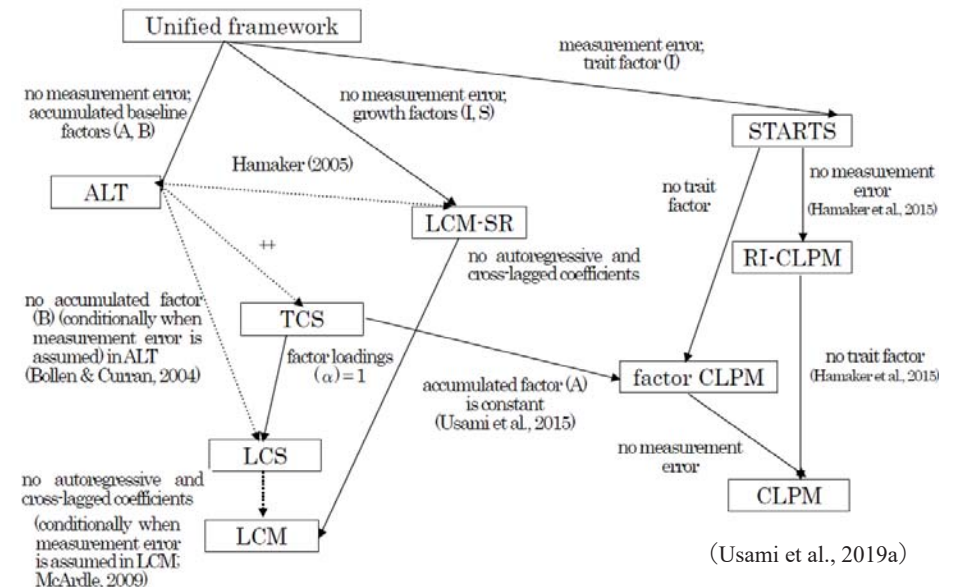 Unified framework
measurement error,
trait factor (I)
no measurement error,
accumulated baseline
factors (A, B)
no measurement error,
growth factors (I, S)
STARTS
Hamaker (2005)
ALT
no trait
factor
no measurement
error
(Hamaker et al., 2015)
LCM-SR
++
no autoregressive and
cross-lagged coefficients
RI-CLPM
no accumulated factor
(B) (conditionally when
measurement error is
assumed) in ALT
(Bollen & Curran, 2004)
TCS
factor loadings
(α) = 1
no trait factor
(Hamaker et al., 2015)
factor CLPM
accumulated factor (A)
is constant
(Usami et al., 2015)
LCS
no measurement
error
no autoregressive and
cross-lagged coefficients
CLPM
(conditionally when
measurement error
is assumed in LCM;
McArdle, 2009)
LCM
(Usami et al., 2019a)